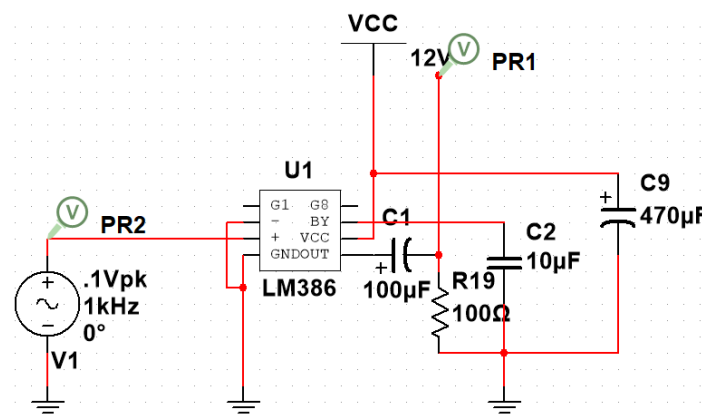 VCC
12V
V
PR1
U1
G1 G8
- BY
+ VCC
GNDOUT
LM386
C1
100µF
+
C9
+
470µF
C2
10µF
R19
100Ω
V
PR2
+
.1Vpk
1kHz
0°
V1